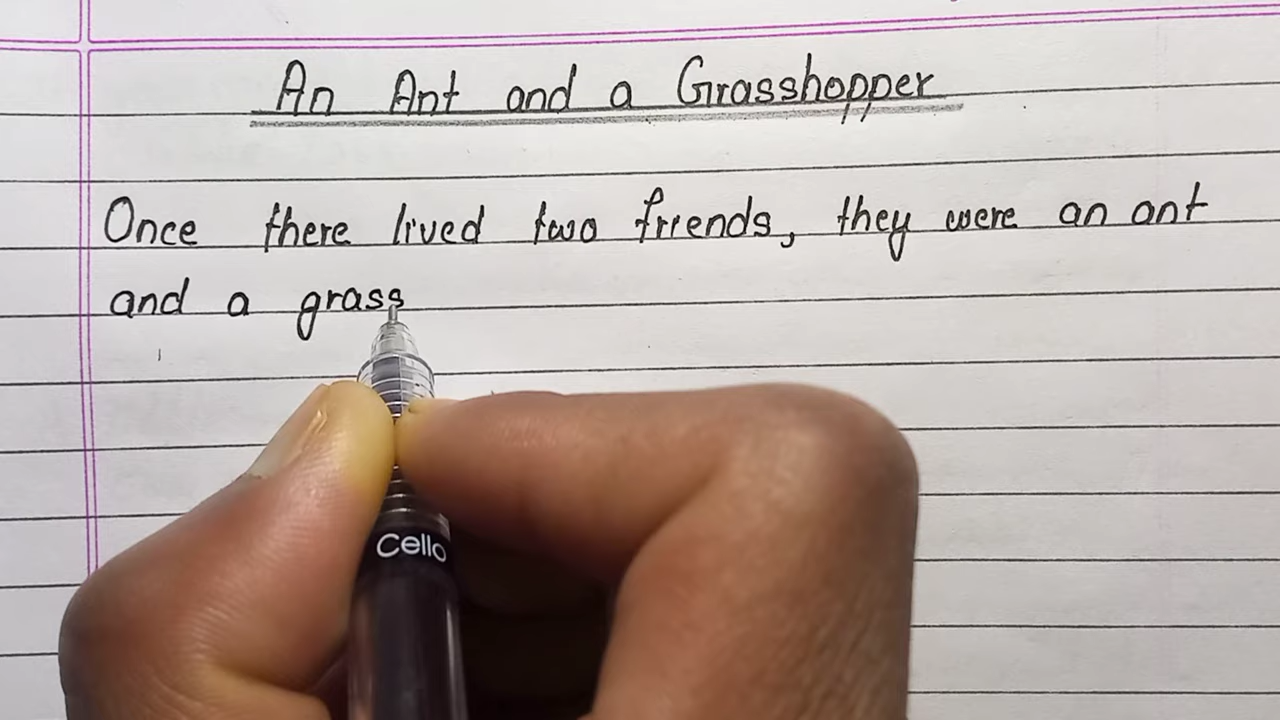 An Ant and a Grasshopper
Once there lived two friends, they were an ant
and a grass
Cello